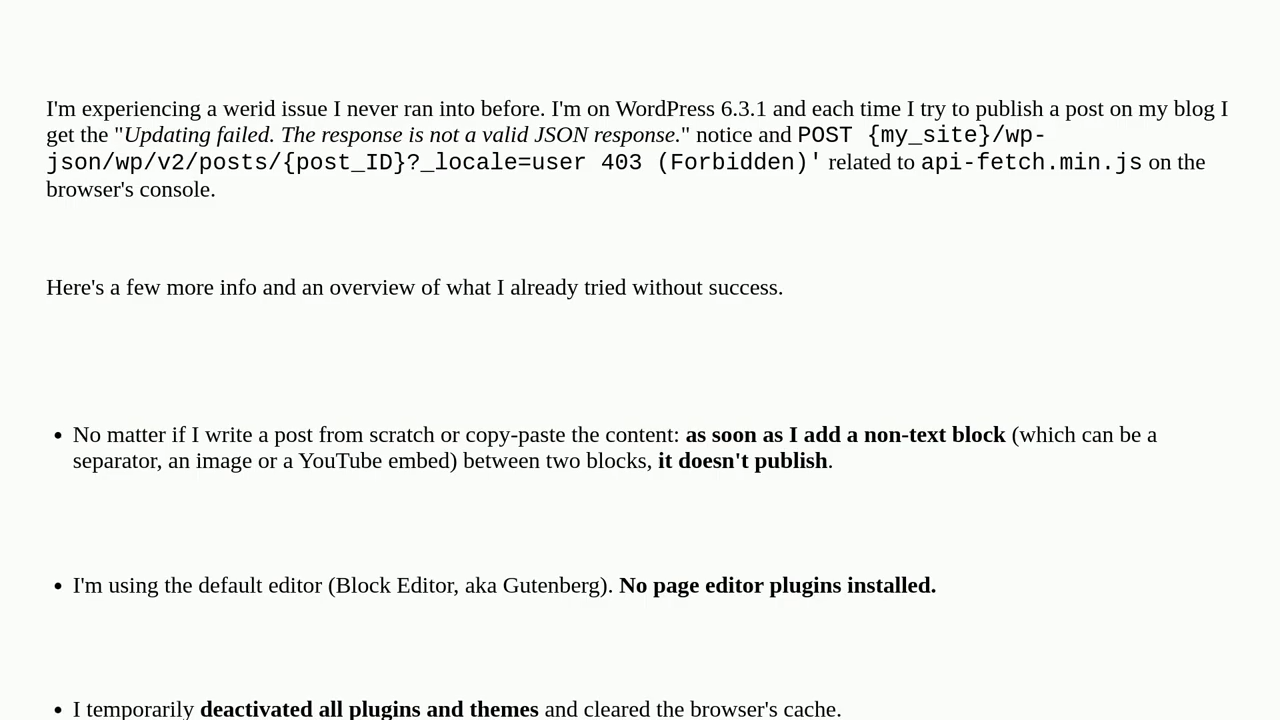 I'm experiencing a werid issue I never ran into before. I'm on WordPress 6.3.1 and each time I try to publish a post on my blog I
get the "Updating failed. The response is not a valid JSON response." notice and POST {my_site}/wp-
json/wp/v2/posts/{post_ID}?_locale=user 403 (Forbidden)' related to api-fetch.min.js on the
browser's console.
Here's a few more info and an overview of what I already tried without success.
• No matter if I write a post from scratch or copy-paste the content: as soon as I add a non-text block (which can be a
separator, an image or a YouTube embed) between two blocks, it doesn't publish.
• I'm using the default editor (Block Editor, aka Gutenberg). No page editor plugins installed.
• I temporarily deactivated all plugins and themes and cleared the browser's cache.